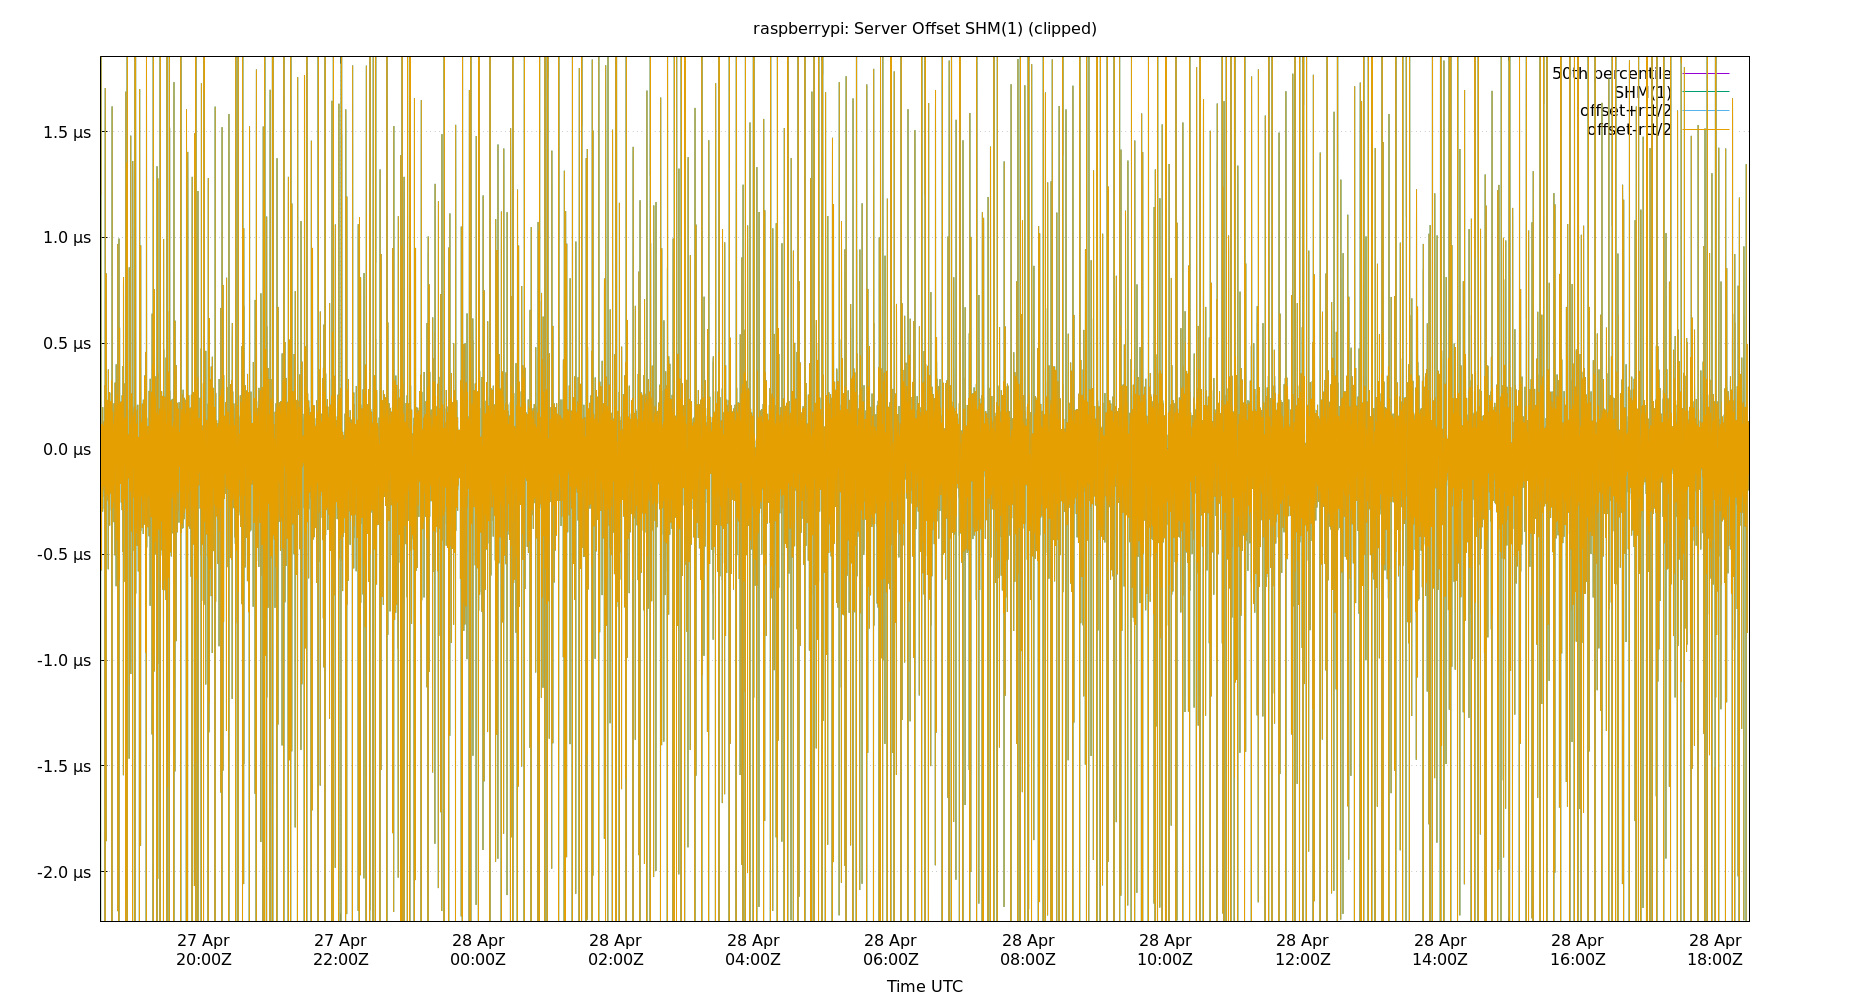 raspberrypi: Server Offset SHM(1) (clipped)
50th percentile
SHM(1)
offset+rtt/2
offset-rtt/2
1.5 µs
1.0 µs
0.5 µs
0.0 µs
-0.5 µs
-1.0 µs
-1.5 µs
-2.0 µs
27 Apr 27 Apr 28 Apr 28 Apr 28 Apr 28 Apr 28 Apr 28 Apr 28 Apr 28 Apr 28 Apr 28 Apr
20:00Z 22:00Z 00:00Z 02:00Z 04:00Z 06:00Z 08:00Z 10:00Z 12:00Z 14:00Z 16:00Z 18:00Z
Time UTC